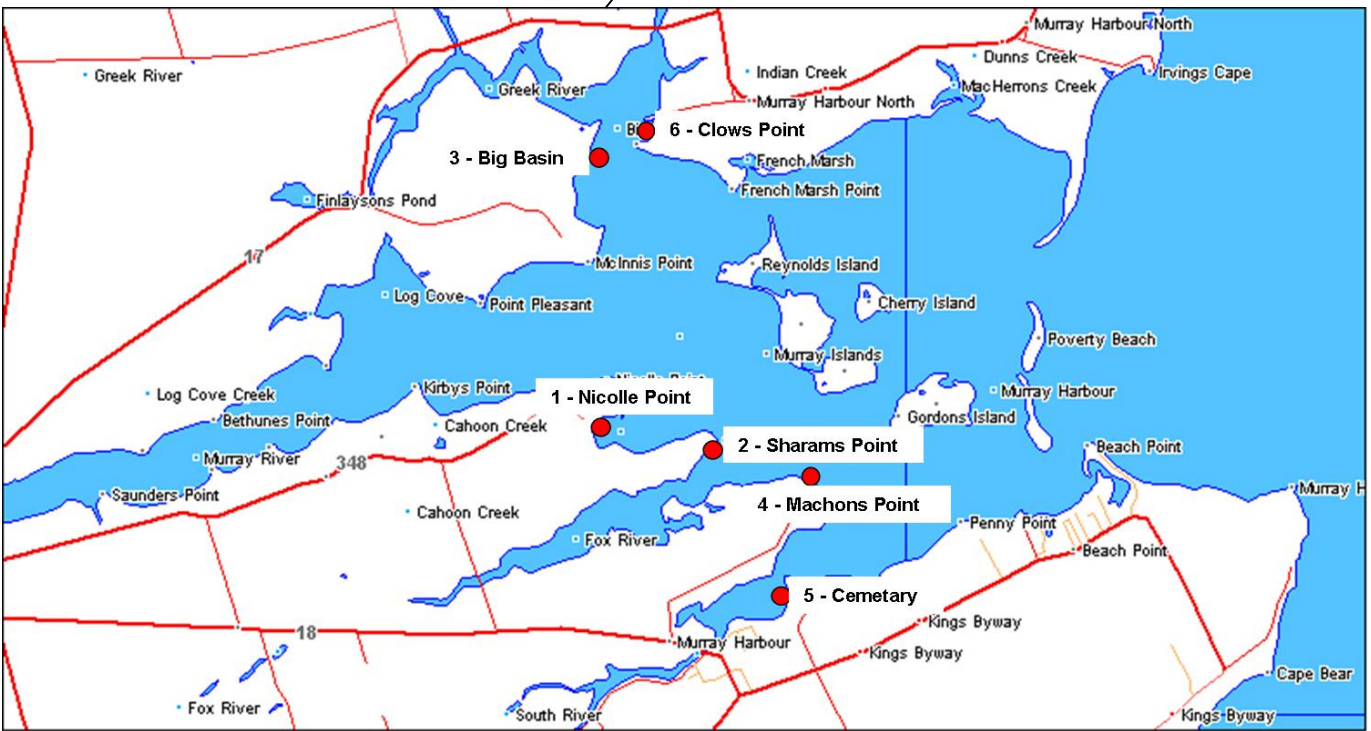 Murray Harbour North
Dunns Creek
Greek River
Indian Creek
Irvings Cape
Greek River
MacHerrons Creek
Murray Harbour North
6 - Clows Point
3 - Big Basin
French Marsh
French Marsh Point
Finlaysons Pond
17
McInnis Point
Reynolds Island
Log Cove
Point Pleasant
Cherry Island
Poverty Beach
Murray Islands
Kirbys Point
Murray Harbour
Log Cove Creek
1 - Nicolle Point
Gordons Island
Bethunes Point
Cahoon Creek
2 - Sharams Point
Beach Point
Murray River
348
Saunders Point
Murray H
4 - Machons Point
Cahoon Creek
Penny Point
Fox River
Beach Point
5 - Cemetary
Kings Byway
18
Murray Harbour
Kings Byway
Cape Bear
Fox River
South River
Kings Byway